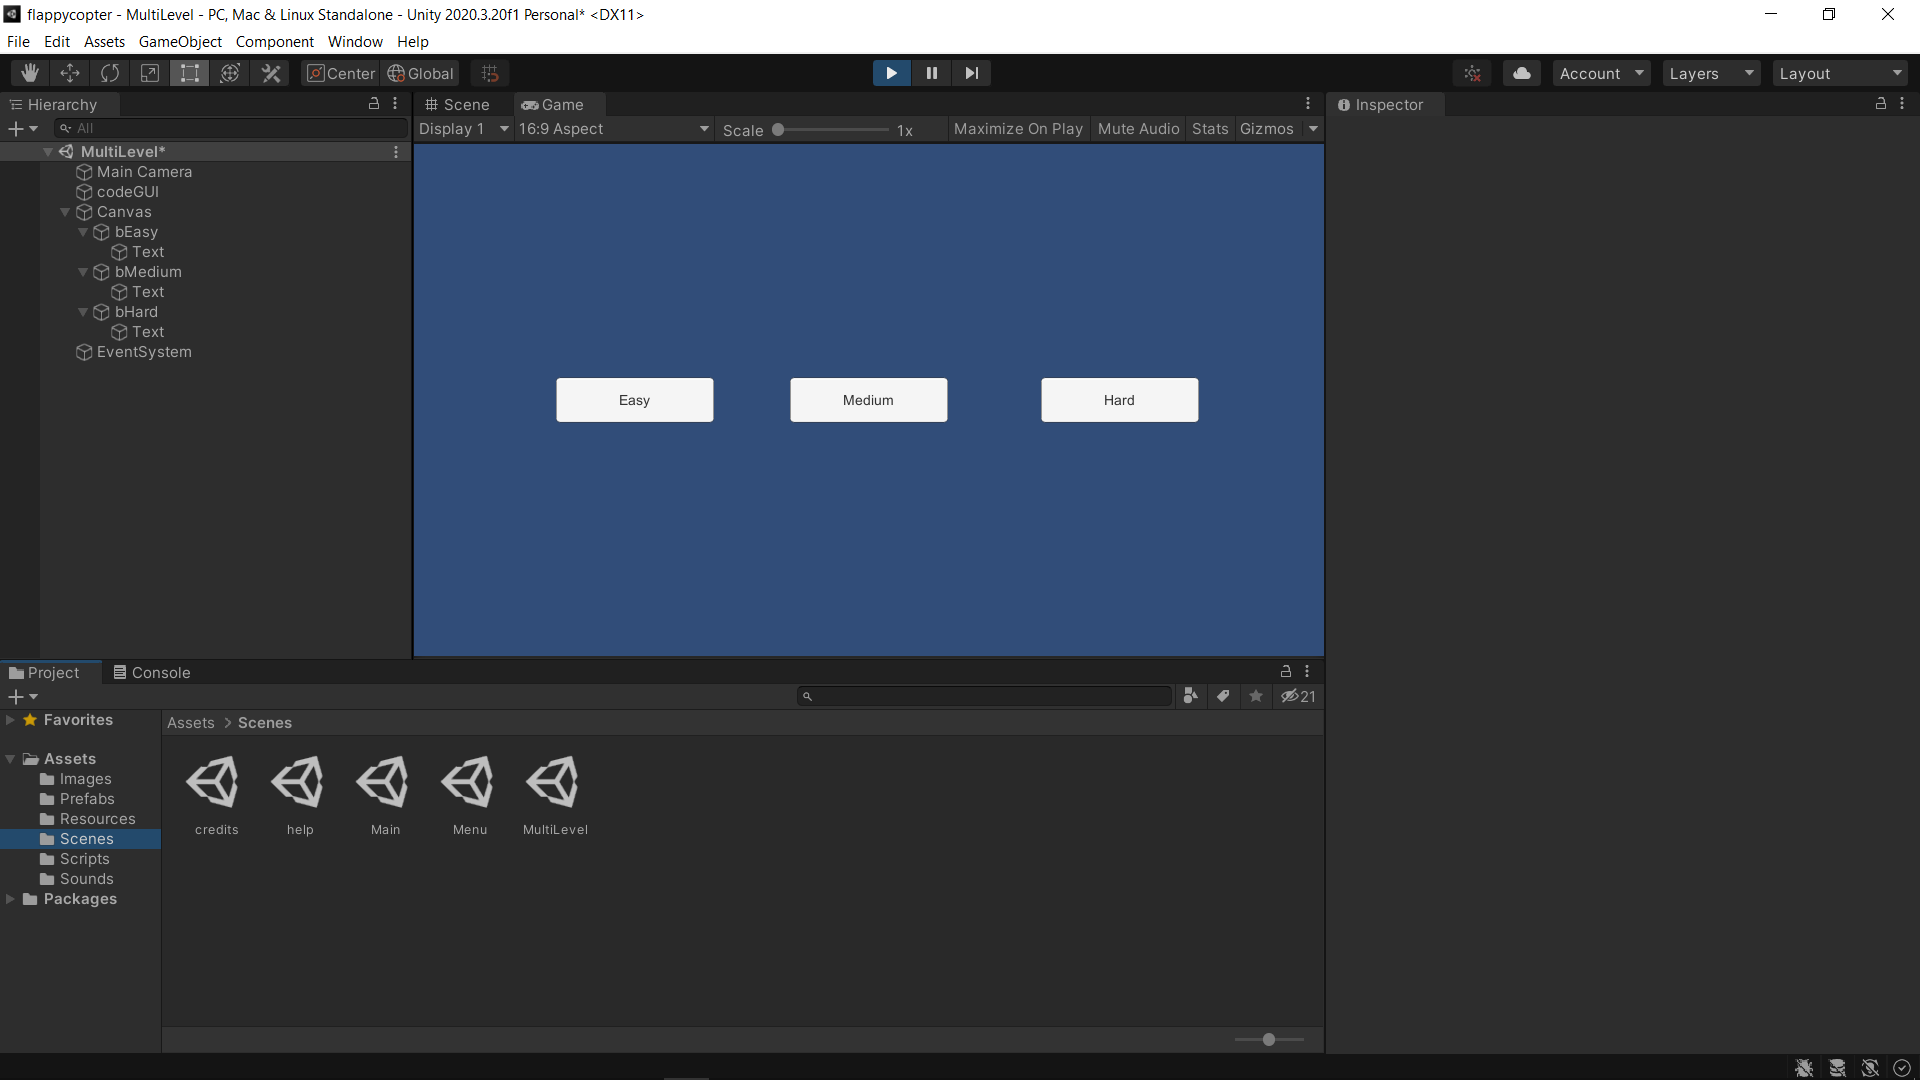 flappycopter - MultiLevel - PC, Mac & Linux Standalone - Unity 2020.3.20f1 Personal* <DX11>
File Edit Assets GameObject Component Window Help
Center Global Account Layers Layout
Hierarchy
All
MultiLevel*
Main Camera
codeGUI
Canvas
bEasy
Text
bMedium
Text
bHard
Text
EventSystem
Scene Game
Display 1 16:9 Aspect Scale 1x Maximize On Play Mute Audio Stats Gizmos
Easy Medium Hard
Inspector
Project Console
21
Favorites
Assets
Images
Prefabs
Resources
Scenes
Scripts
Sounds
Packages
Assets > Scenes
credits help Main Menu MultiLevel